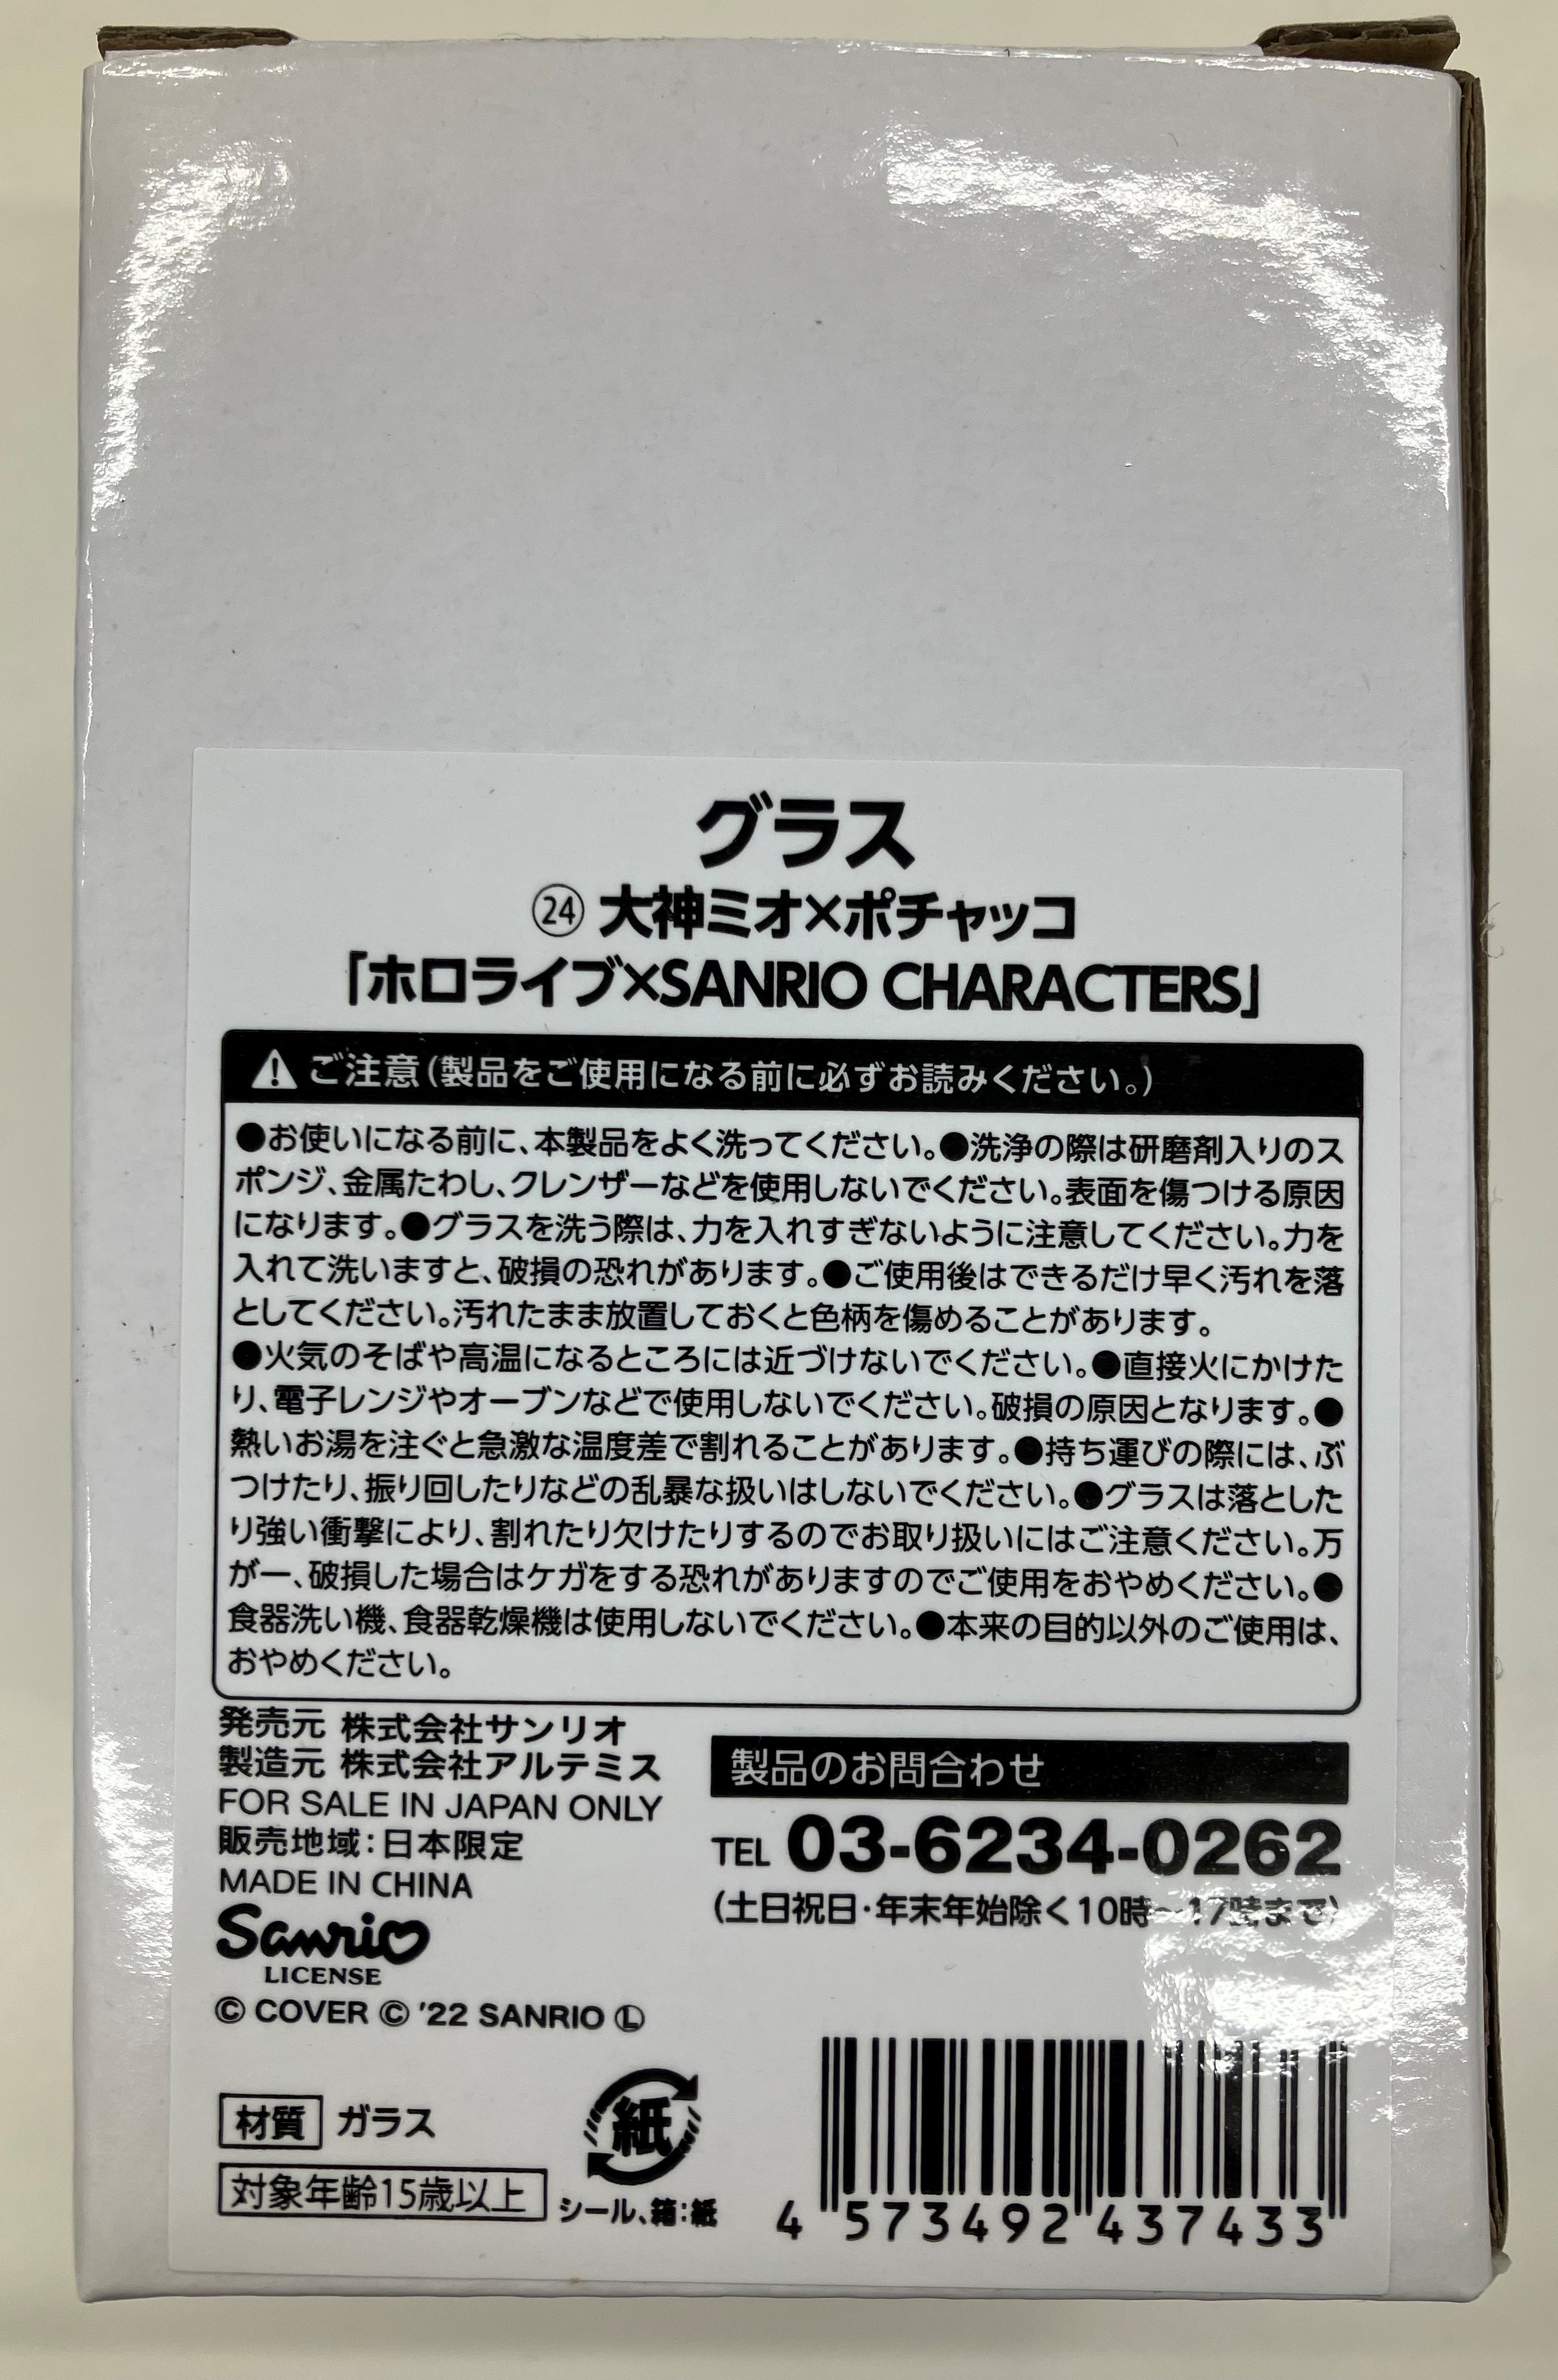 グラス
㉔ 大神ミオ×ポチャッコ
「ホロライブ×SANRIO CHARACTERS」
ご注意(製品をご使用になる前に必ずお読みください。)
●お使いになる前に、本製品をよく洗ってください。●洗浄の際は研磨剤入りのス
ポンジ、金属たわし、クレンザーなどを使用しないでください。表面を傷つける原因
になります。●グラスを洗う際は、力を入れすぎないように注意してください。力を
入れて洗いますと、破損の恐れがあります。●ご使用後はできるだけ早く汚れを落
としてください。汚れたまま放置しておくと色柄を傷めることがあります。
●火気のそばや高温になるところには近づけないでください。●直接火にかけた
り、電子レンジやオーブンなどで使用しないでください。破損の原因となります。●
熱いお湯を注ぐと急激な温度差で割れることがあります。●持ち運びの際には、ぶ
つけたり、振り回したりなどの乱暴な扱いはしないでください。●グラスは落とした
り強い衝撃により、割れたり欠けたりするのでお取り扱いにはご注意ください。万
が一、破損した場合はケガをする恐れがありますのでご使用をおやめください。●
食器洗い機、食器乾燥機は使用しないでください。●本来の目的以外のご使用は、
おやめください。
発売元 株式会社サンリオ
製造元 株式会社アルテミス
FOR SALE IN JAPAN ONLY
販売地域:日本限定
MADE IN CHINA
Sanrio
LICENSE
© COVER © '22 SANRIO Ⓛ
製品のお問合わせ
TEL 03-6234-0262
(土日祝日・年末年始除く10時～17時まで)
材質 ガラス
対象年齢15歳以上
紙
シール、箱:紙
4 573492 437433